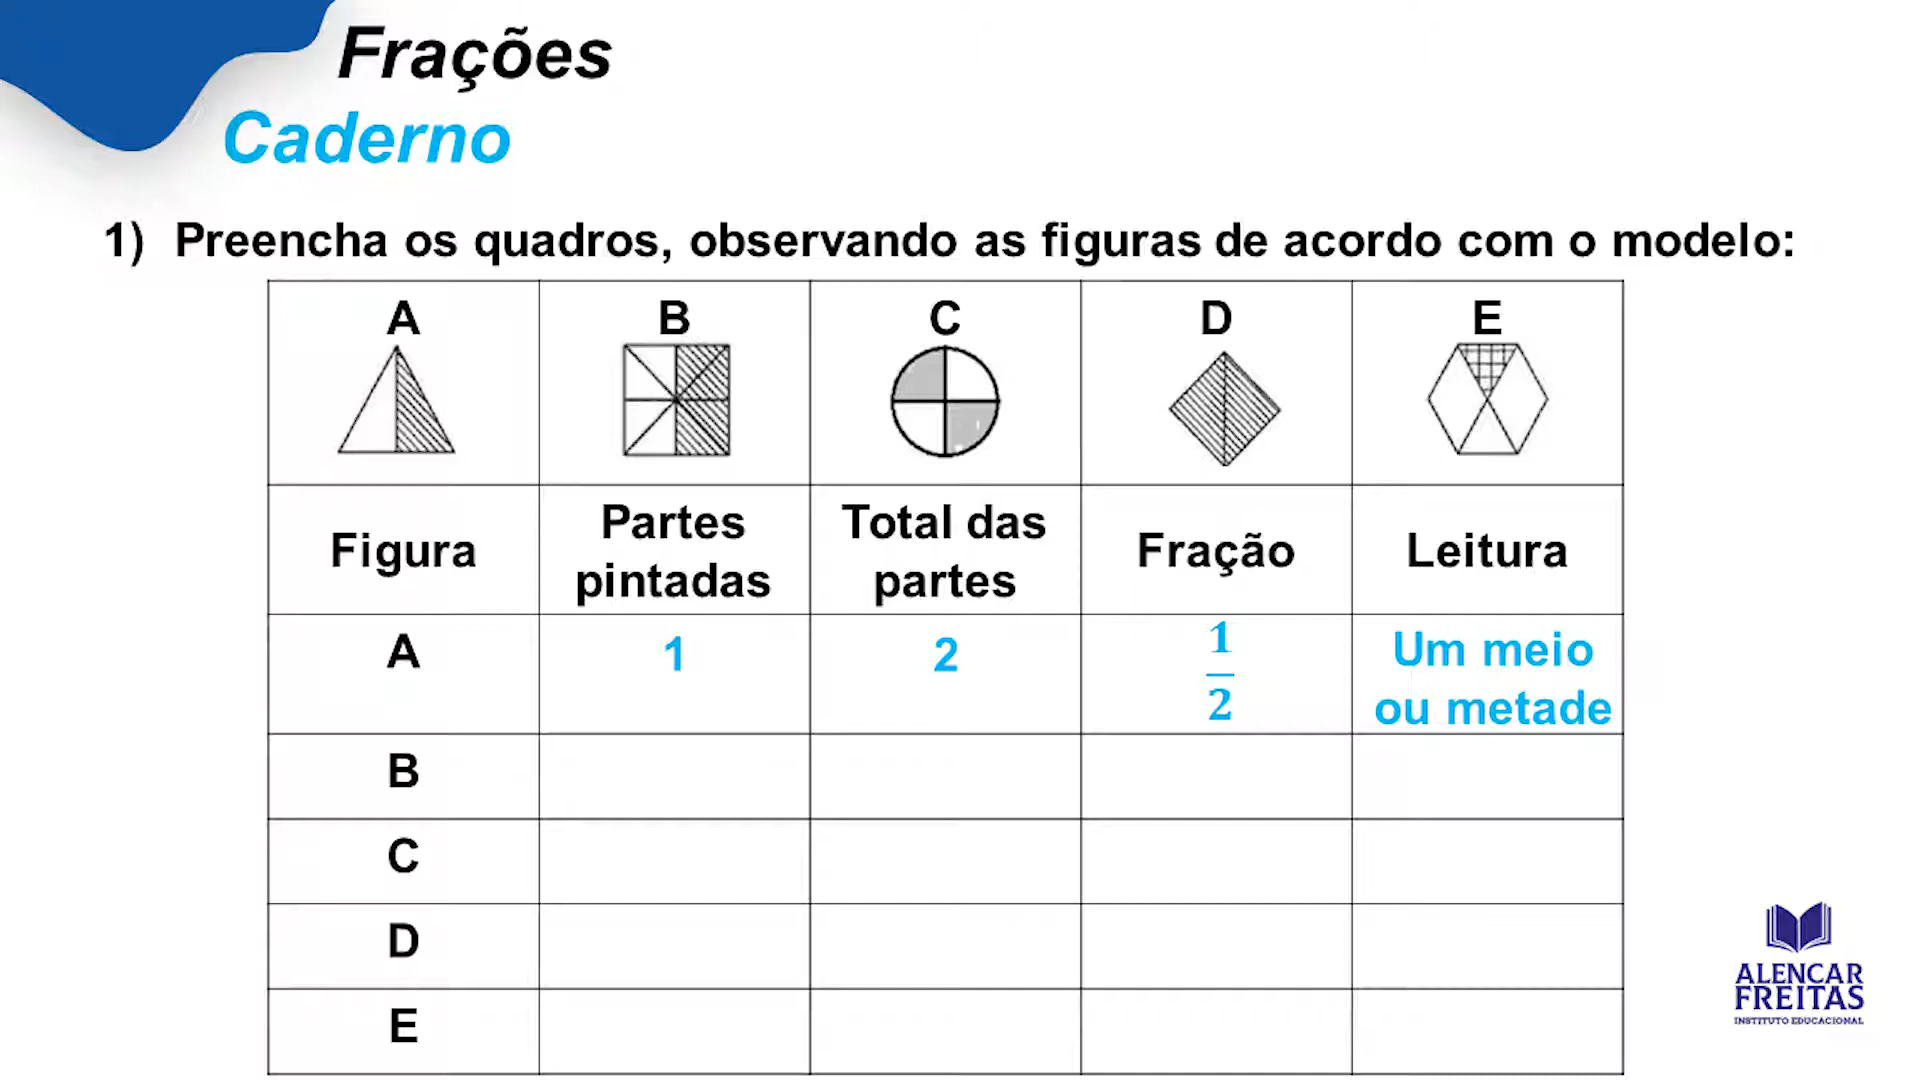 Frações
Caderno
1) Preencha os quadros, observando as figuras de acordo com o modelo:
A B C D E
Figura Partes pintadas Total das partes Fração Leitura
A 1 2 1/2 Um meio ou metade
B
C
D
E
ALENCAR
FREITAS
INSTITUTO EDUCACIONAL